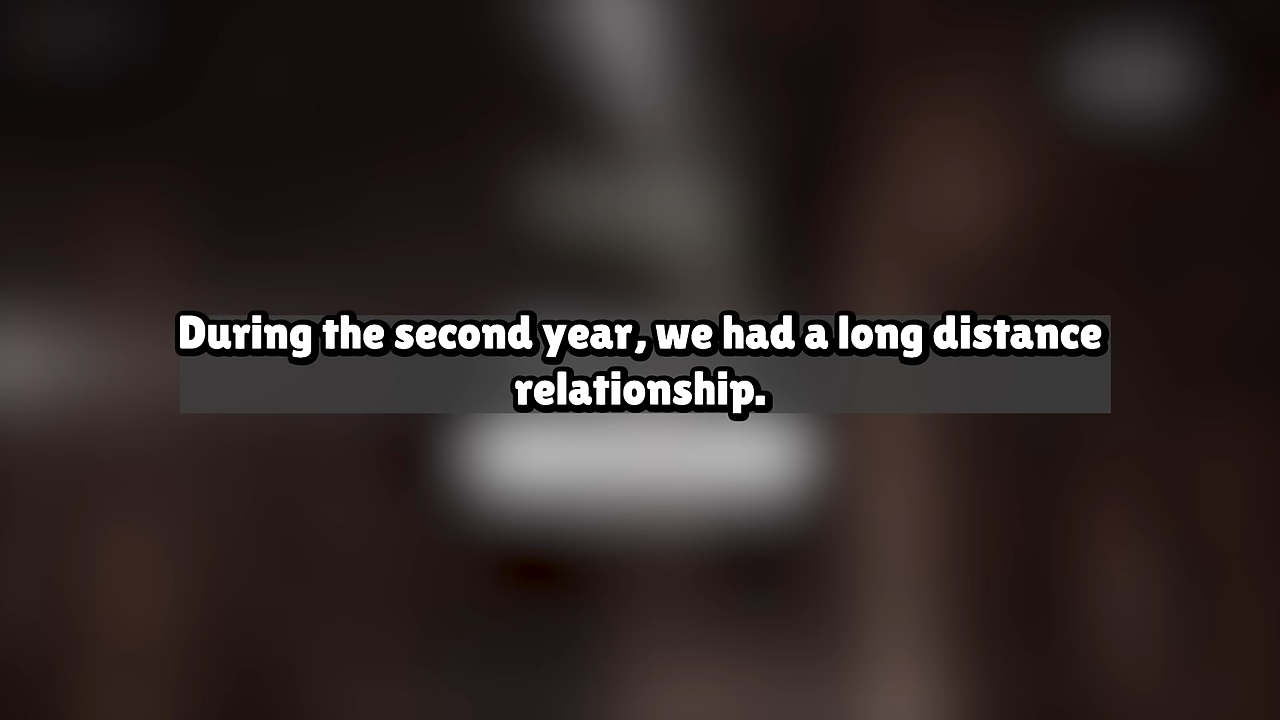 During the second year, we had a long distance
relationship.